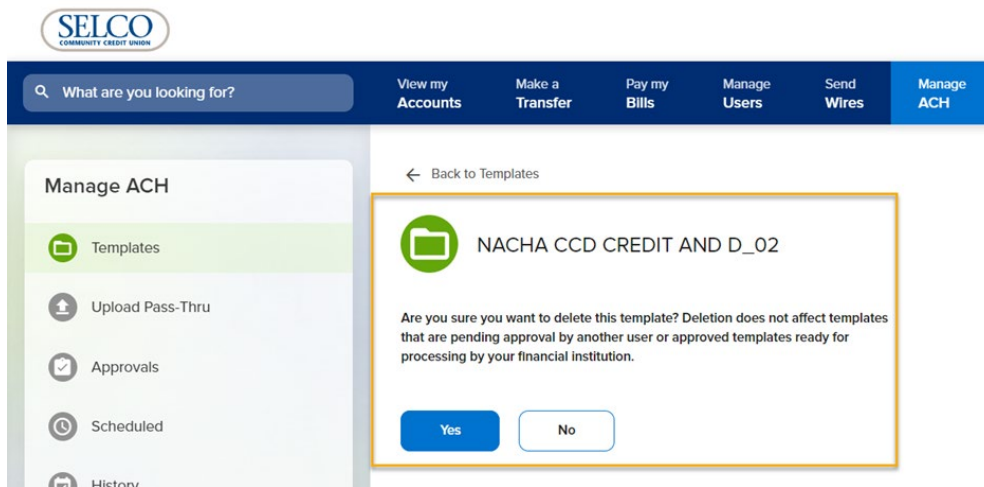 SELCO
COMMUNITY CREDIT UNION
What are you looking for?
View my
Accounts
Make a
Transfer
Pay my
Bills
Manage
Users
Send
Wires
Manage
ACH
Manage ACH
Templates
Upload Pass-Thru
Approvals
Scheduled
History
Back to Templates
NACHA CCD CREDIT AND D_02
Are you sure you want to delete this template? Deletion does not affect templates
that are pending approval by another user or approved templates ready for
processing by your financial institution.
Yes
No